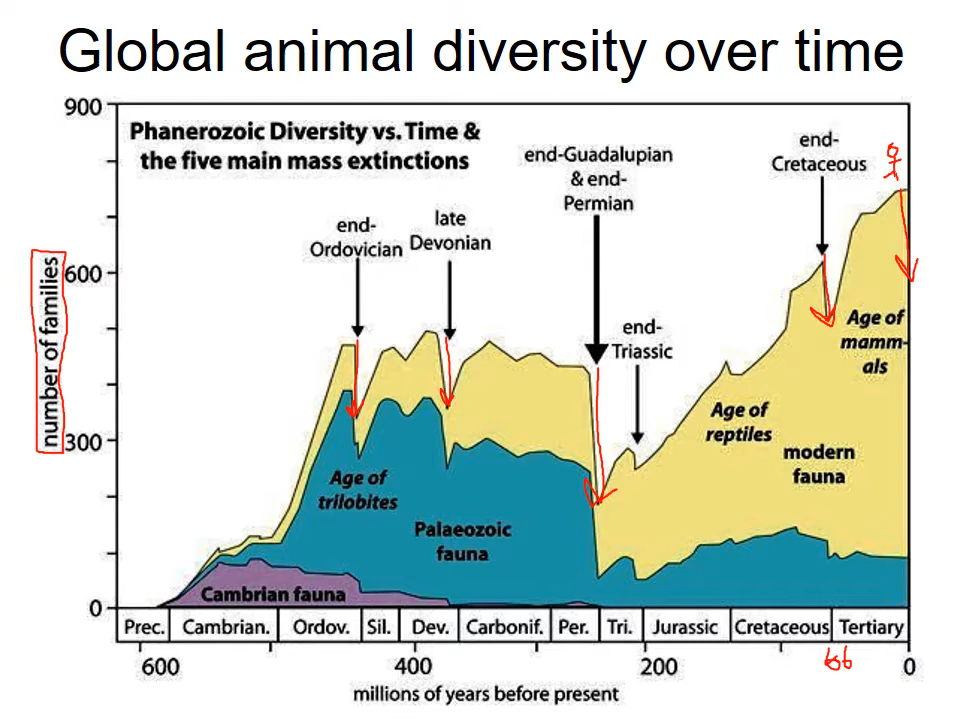 Global animal diversity over time
900
Phanerozoic Diversity vs. Time &
the five main mass extinctions
end-Guadalupian
& end-
Permian
end-
Cretaceous
end-
Ordovician
late
Devonian
600
number of families
end-
Triassic
Age of
mamm-
als
Age of
reptiles
modern
fauna
300
Age of
trilobites
Palaeozoic
fauna
Cambrian fauna
0
Prec. Cambrian. Ordov. Sil. Dev. Carbonif. Per. Tri. Jurassic Cretaceous Tertiary
600 400 200 0
66
millions of years before present